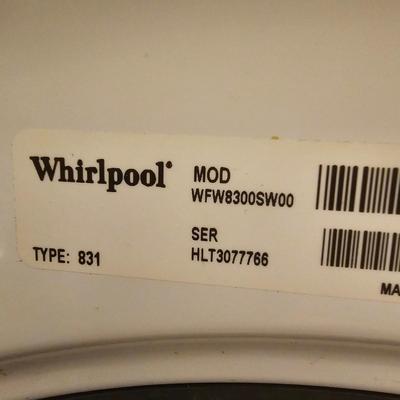 Whirlpool®
MOD
WFW8300SW00
SER
HLT3077766
TYPE: 831
MA